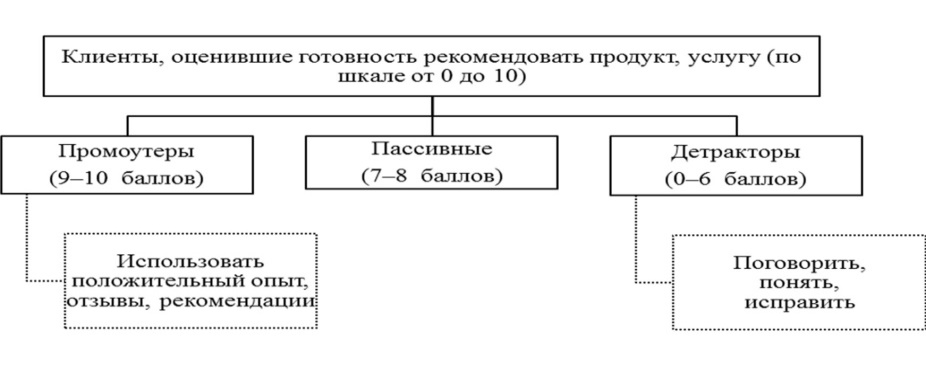 Клиенты, оценившие готовность рекомендовать продукт, услугу (по
шкале от 0 до 10)
Промоутеры
(9–10 баллов)
Пассивные
(7–8 баллов)
Детракторы
(0–6 баллов)
Использовать
положительный опыт,
отзывы, рекомендации
Поговорить,
понять,
исправить